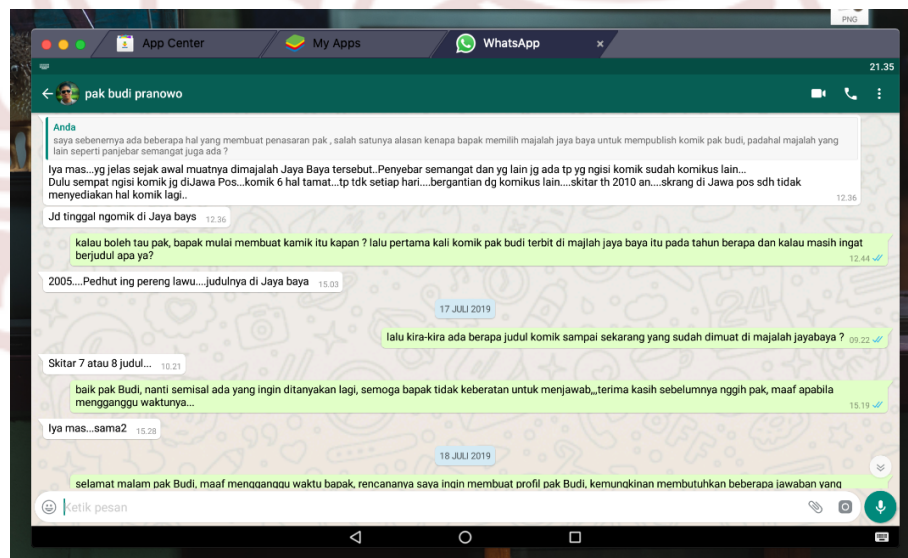 PNG
App Center
My Apps
WhatsApp
×
21.35
pak budi pranowo
Anda
saya sebenernya ada beberapa hal yang membuat penasaran pak , salah satunya alasan kenapa bapak memilih majalah jaya baya untuk mempublish komik pak budi, padahal majalah yang
lain seperti panjebar semangat juga ada ?
Iya mas...yg jelas sejak awal muatnya dimajalah Jaya Baya tersebut..Penyebar semangat dan yg lain jg ada tp yg ngisi komik sudah komikus lain...
Dulu sempat ngisi komik jg diJawa Pos...komik 6 hal tamat...tp tdk setiap hari....bergantian dg komikus lain....skitar th 2010 an....skrang di Jawa pos sdh tidak
menyediakan hal komik lagi..
12.36
Jd tinggal ngomik di Jaya bays 12.36
kalau boleh tau pak, bapak mulai membuat kamik itu kapan ? lalu pertama kali komik pak budi terbit di majlah jaya baya itu pada tahun berapa dan kalau masih ingat
berjudul apa ya?
12.44
2005....Pedhut ing pereng lawu....judulnya di Jaya baya 15.03
17 JULI 2019
lalu kira-kira ada berapa judul komik sampai sekarang yang sudah dimuat di majalah jayabaya ? 09.22
Skitar 7 atau 8 judul... 10.21
baik pak Budi, nanti semisal ada yang ingin ditanyakan lagi, semoga bapak tidak keberatan untuk menjawab,,,terima kasih sebelumnya nggih pak, maaf apabila
mengganggu waktunya...
15.19
Iya mas...sama2 15.28
18 JULI 2019
selamat malam pak Budi, maaf mengganggu waktu bapak, rencananya saya ingin membuat profil pak Budi, kemungkinan membutuhkan beberapa jawaban yang
Ketik pesan